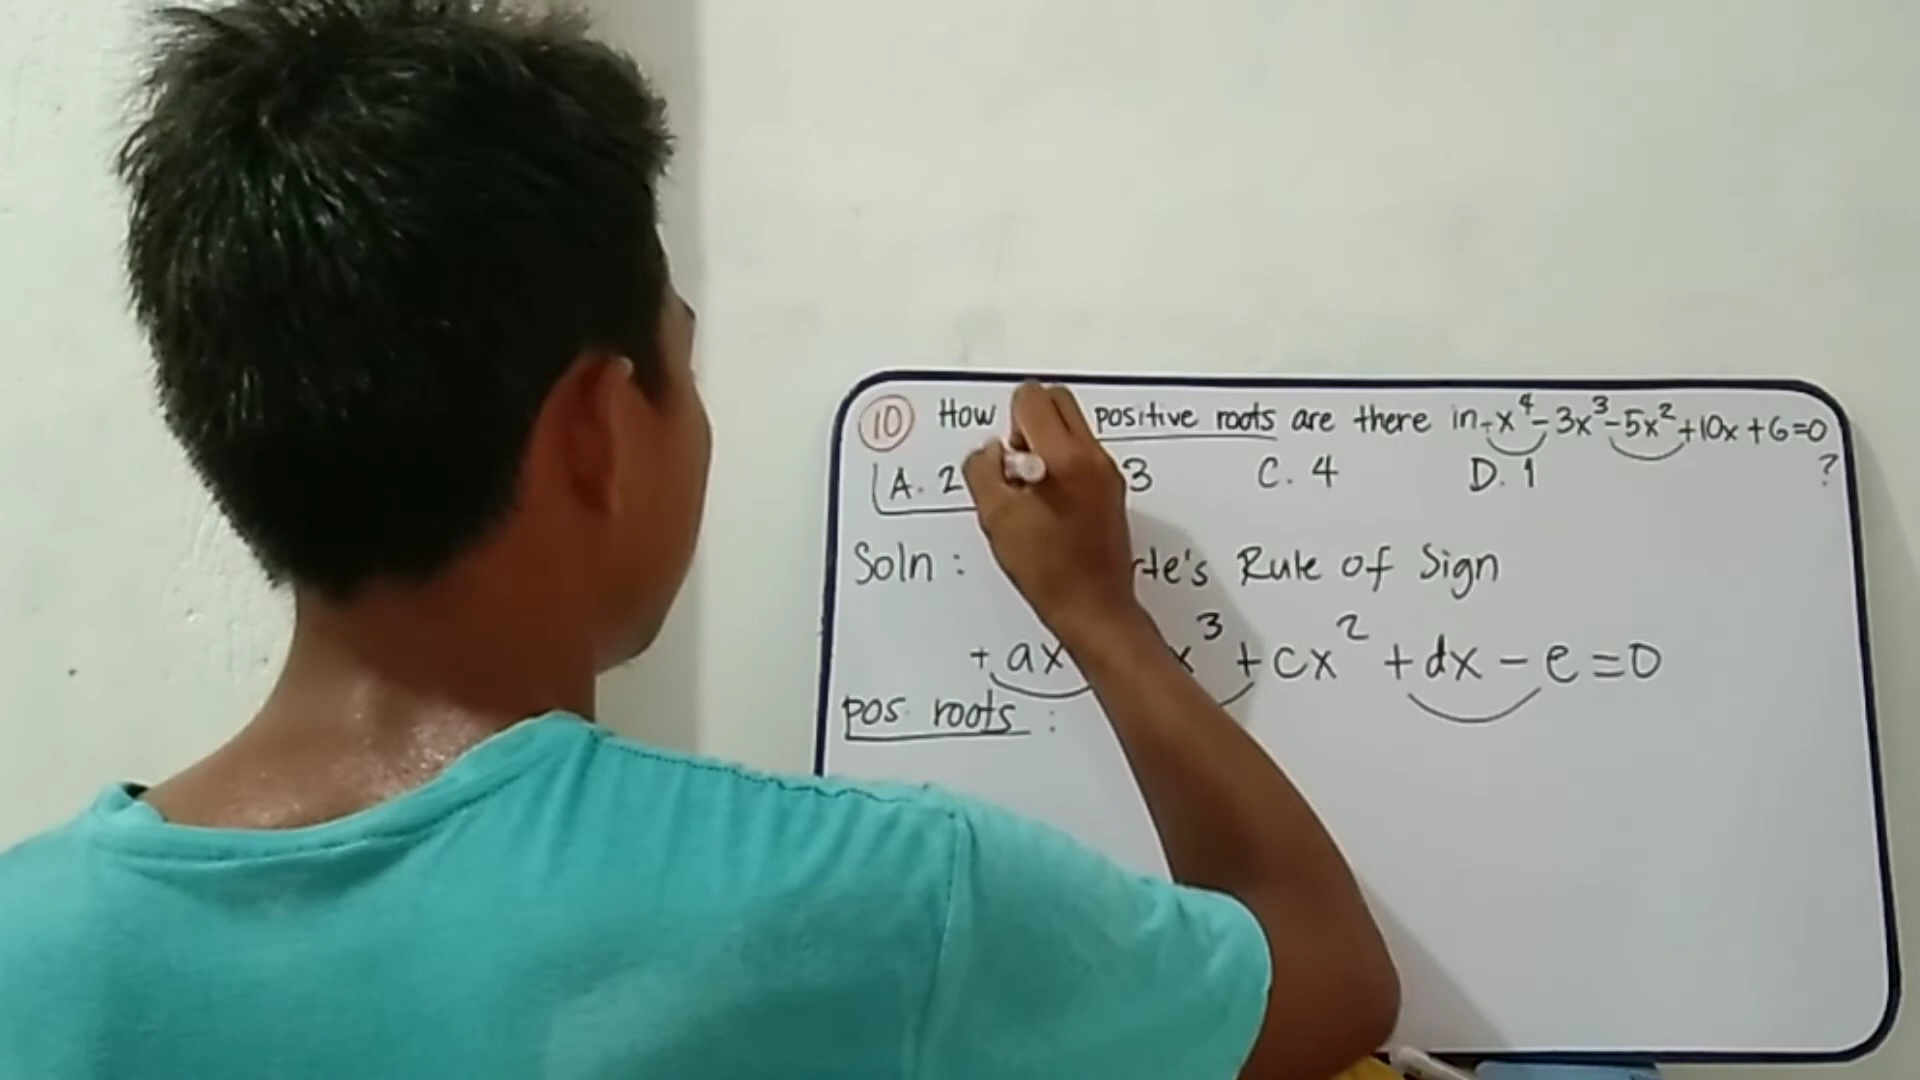 10 How positive roots are there in +x⁴-3x³-5x²+10x+6=0
A. 2 3 C. 4 D. 1 ?
Soln : rte's Rule of Sign
+ ax x³ + cx² + dx - e = 0
pos. roots :